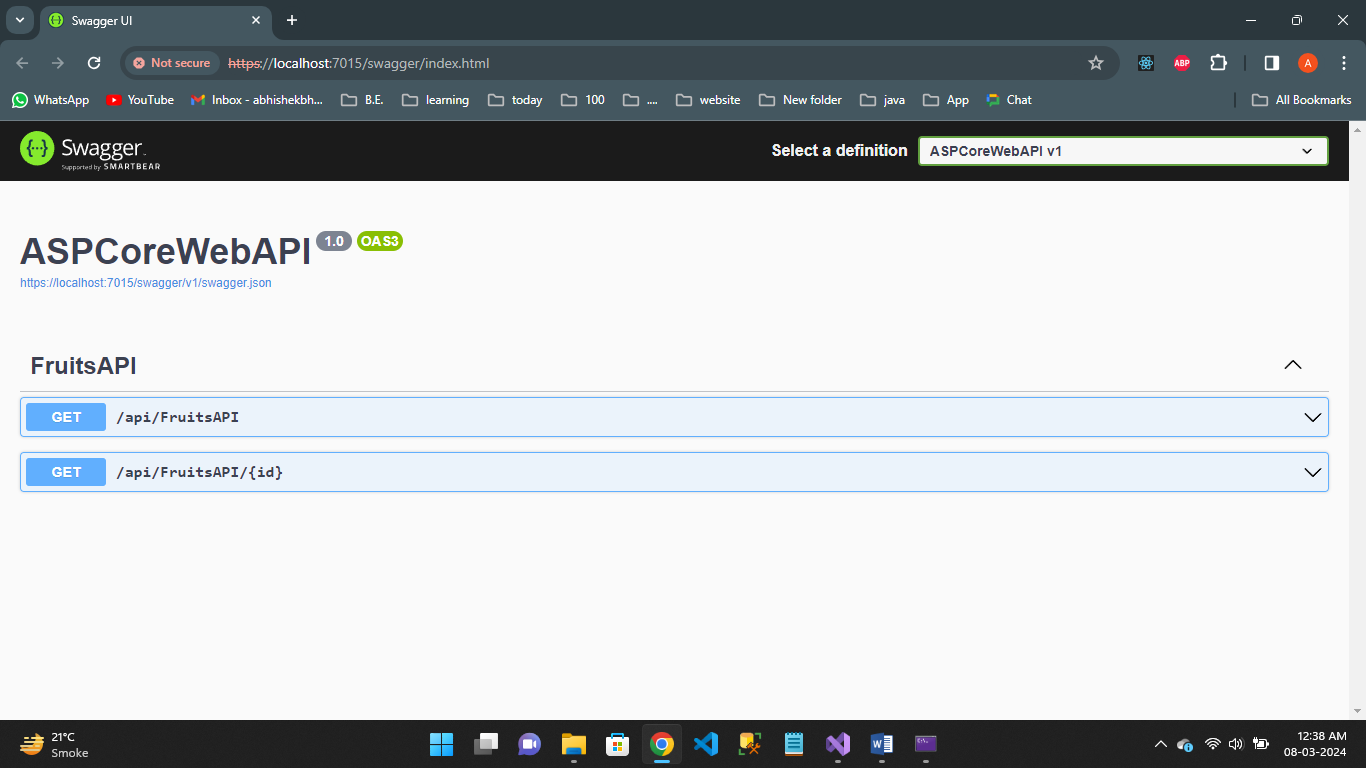 Swagger UI
Not secure https://localhost:7015/swagger/index.html
ABP
A
WhatsApp YouTube Inbox - abhishekbh... B.E. learning today 100 .... website New folder java App Chat All Bookmarks
{···} Swagger. Select a definition ASPCoreWebAPI v1
Supported by SMARTBEAR
ASPCoreWebAPI 1.0 OAS3
https://localhost:7015/swagger/v1/swagger.json
FruitsAPI
GET /api/FruitsAPI
GET /api/FruitsAPI/{id}
21°C 12:38 AM
Smoke 08-03-2024